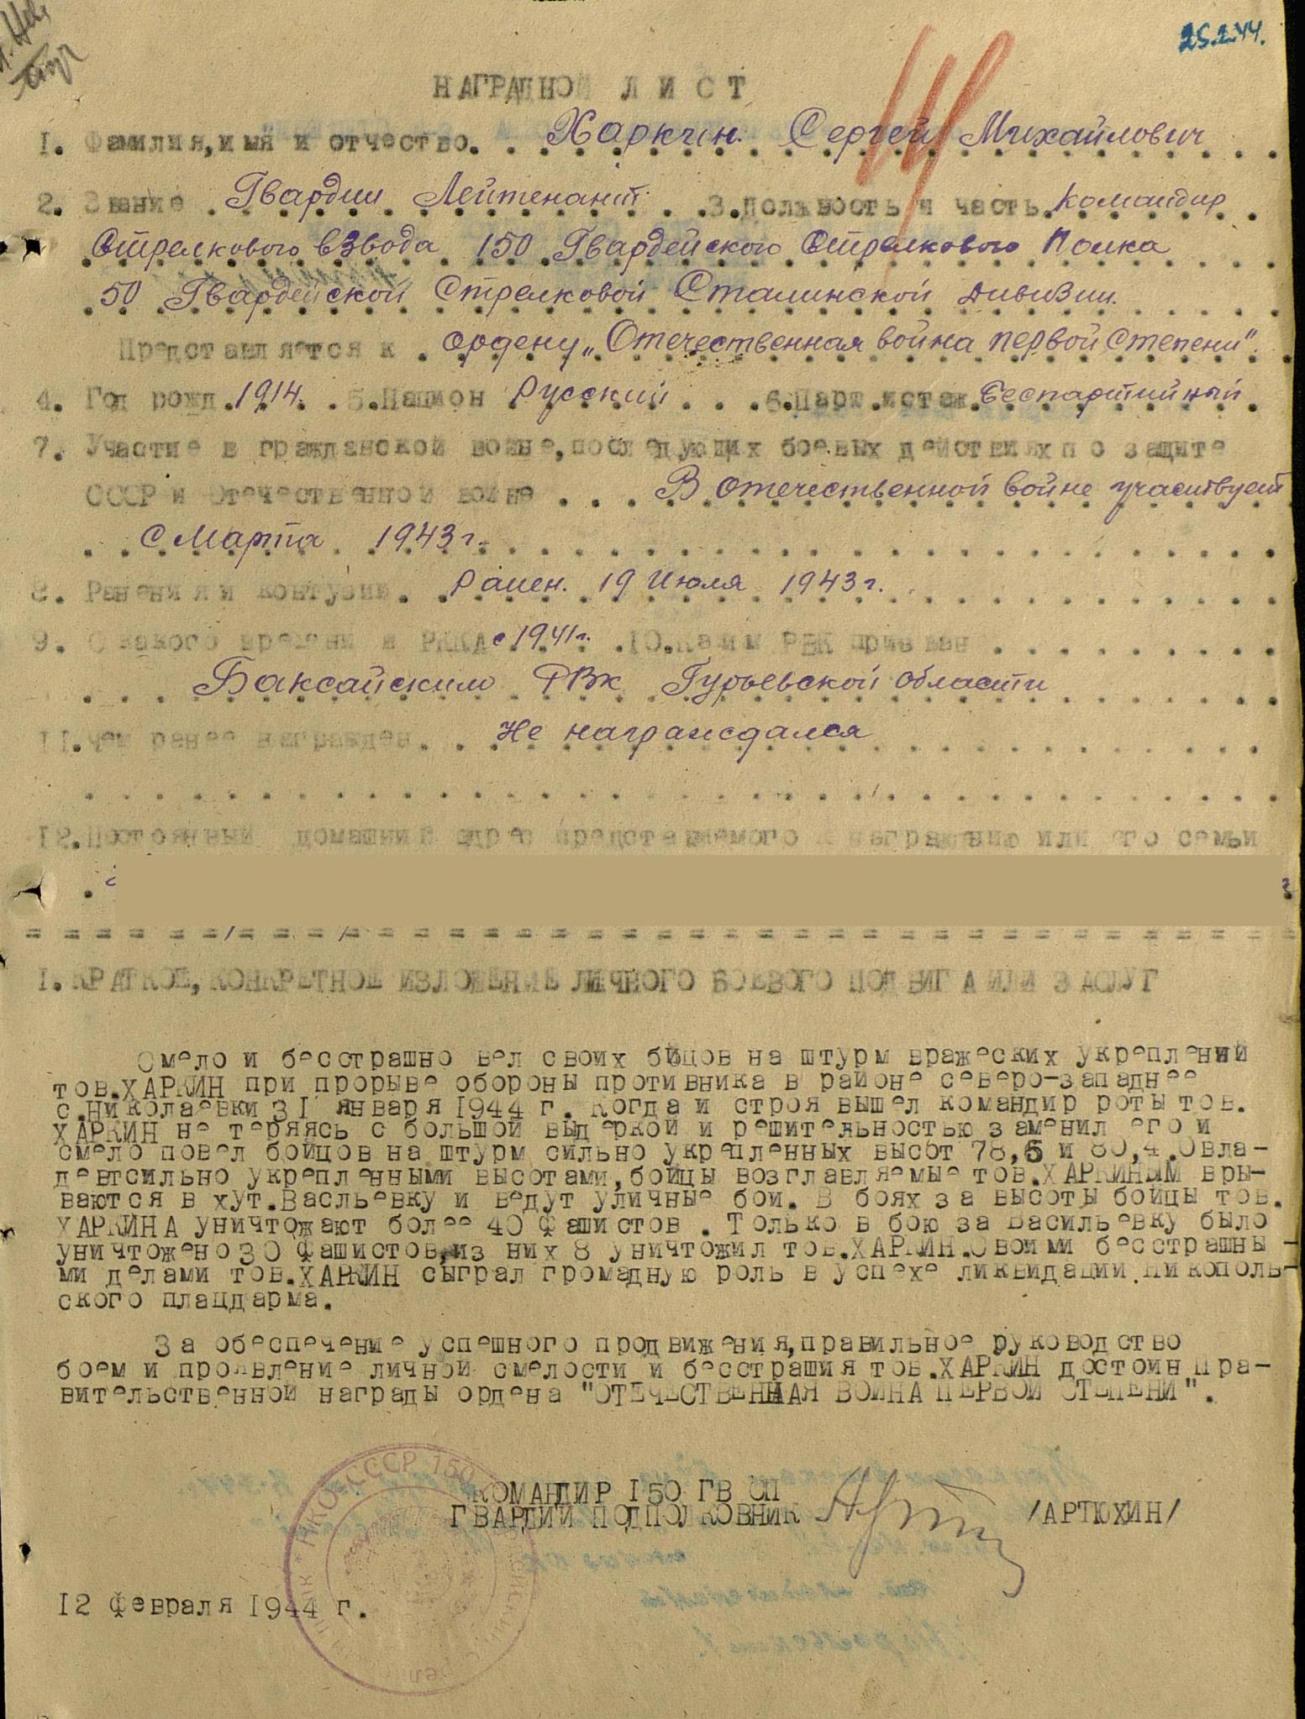 25.2.44.
НАГРАДНОЙ ЛИСТ
1. Фамилия, имя и отчество. Харкин Сергей Михайлович
2. Звание Гвардии Лейтенант. 3. Должность и часть Командир
Стрелкового взвода 150 Гвардейского Стрелкового Полка
50 Гвардейской Стрелковой Сталинской Дивизии.
Представляется к ордену „Отечественная война первой степени"
4. Год рожд. 1914. 5. Национ Русский 6. Парт. и стаж Беспартийный
7. Участие в гражданской войне, последующих боевых действиях по защите
СССР и Отечественной войне В отечественной войне участвует
с Марта 1943 г.
8. Ранения и контузии. Ранен. 19 Июля 1943 г.
9. С какого времени в РККА с 1941 г. 10. Каким РВК призван
Баксайским РВК Гурьевской области
11. Чем ранее награжден. Не награждался
12. Постоянный домашний адрес представляемого к награждению или его семьи
I. КРАТКОЕ, КОНКРЕТНОЕ ИЗЛОЖЕНИЕ ЛИЧНОГО БОЕВОГО ПОДВИГА ИЛИ ЗАСЛУГ
Смело и бесстрашно вел своих бйцов на штурм вражеских укреплений
тов.ХАРКИН при прорыве обороны противника в районе северо-западнее
с.Николаевки 31 января 1944 г. Когда и строя вышел командир роты тов.
ХАРКИН не теряясь с большой выдеркой и решительностью заменил его и
смело повел бойцов на штурм сильно укрепленных высот 78,6 и 80,4.Овла-
девтсильно укрепленными высотами,бойцы возглавляемые тов.ХАРКИНЫМ вры-
ваются в хут.Васльевку и ведут уличные бои. В боях за высоты бойцы тов.
ХАРКИНА уничтожают более 40 фашистов . Только в бою за Васильевку было
уничтожено 30 фашистов,из них 8 уничтожил тов.ХАРКИН.Своими бесстрашны-
ми делами тов.ХАРКИН сыграл громадную роль в успехе ликвидации Никополь-
ского плацдарма.
За обеспечение успешного продвижения,правильное руководство
боем и проявление личной смелости и бесстрашия тов.ХАРКИН достоин Пра-
вительственной награды ордена "ОТЕЧЕСТВЕННАЯ ВОЙНА ПЕРВОЙ СТЕПЕНИ".
КОМАНДИР 150 ГВ СП
ГВАРДИИ ПОДПОЛКОВНИК /АРТЮХИН/
НКО СССР 150
12 февраля 1944 г.